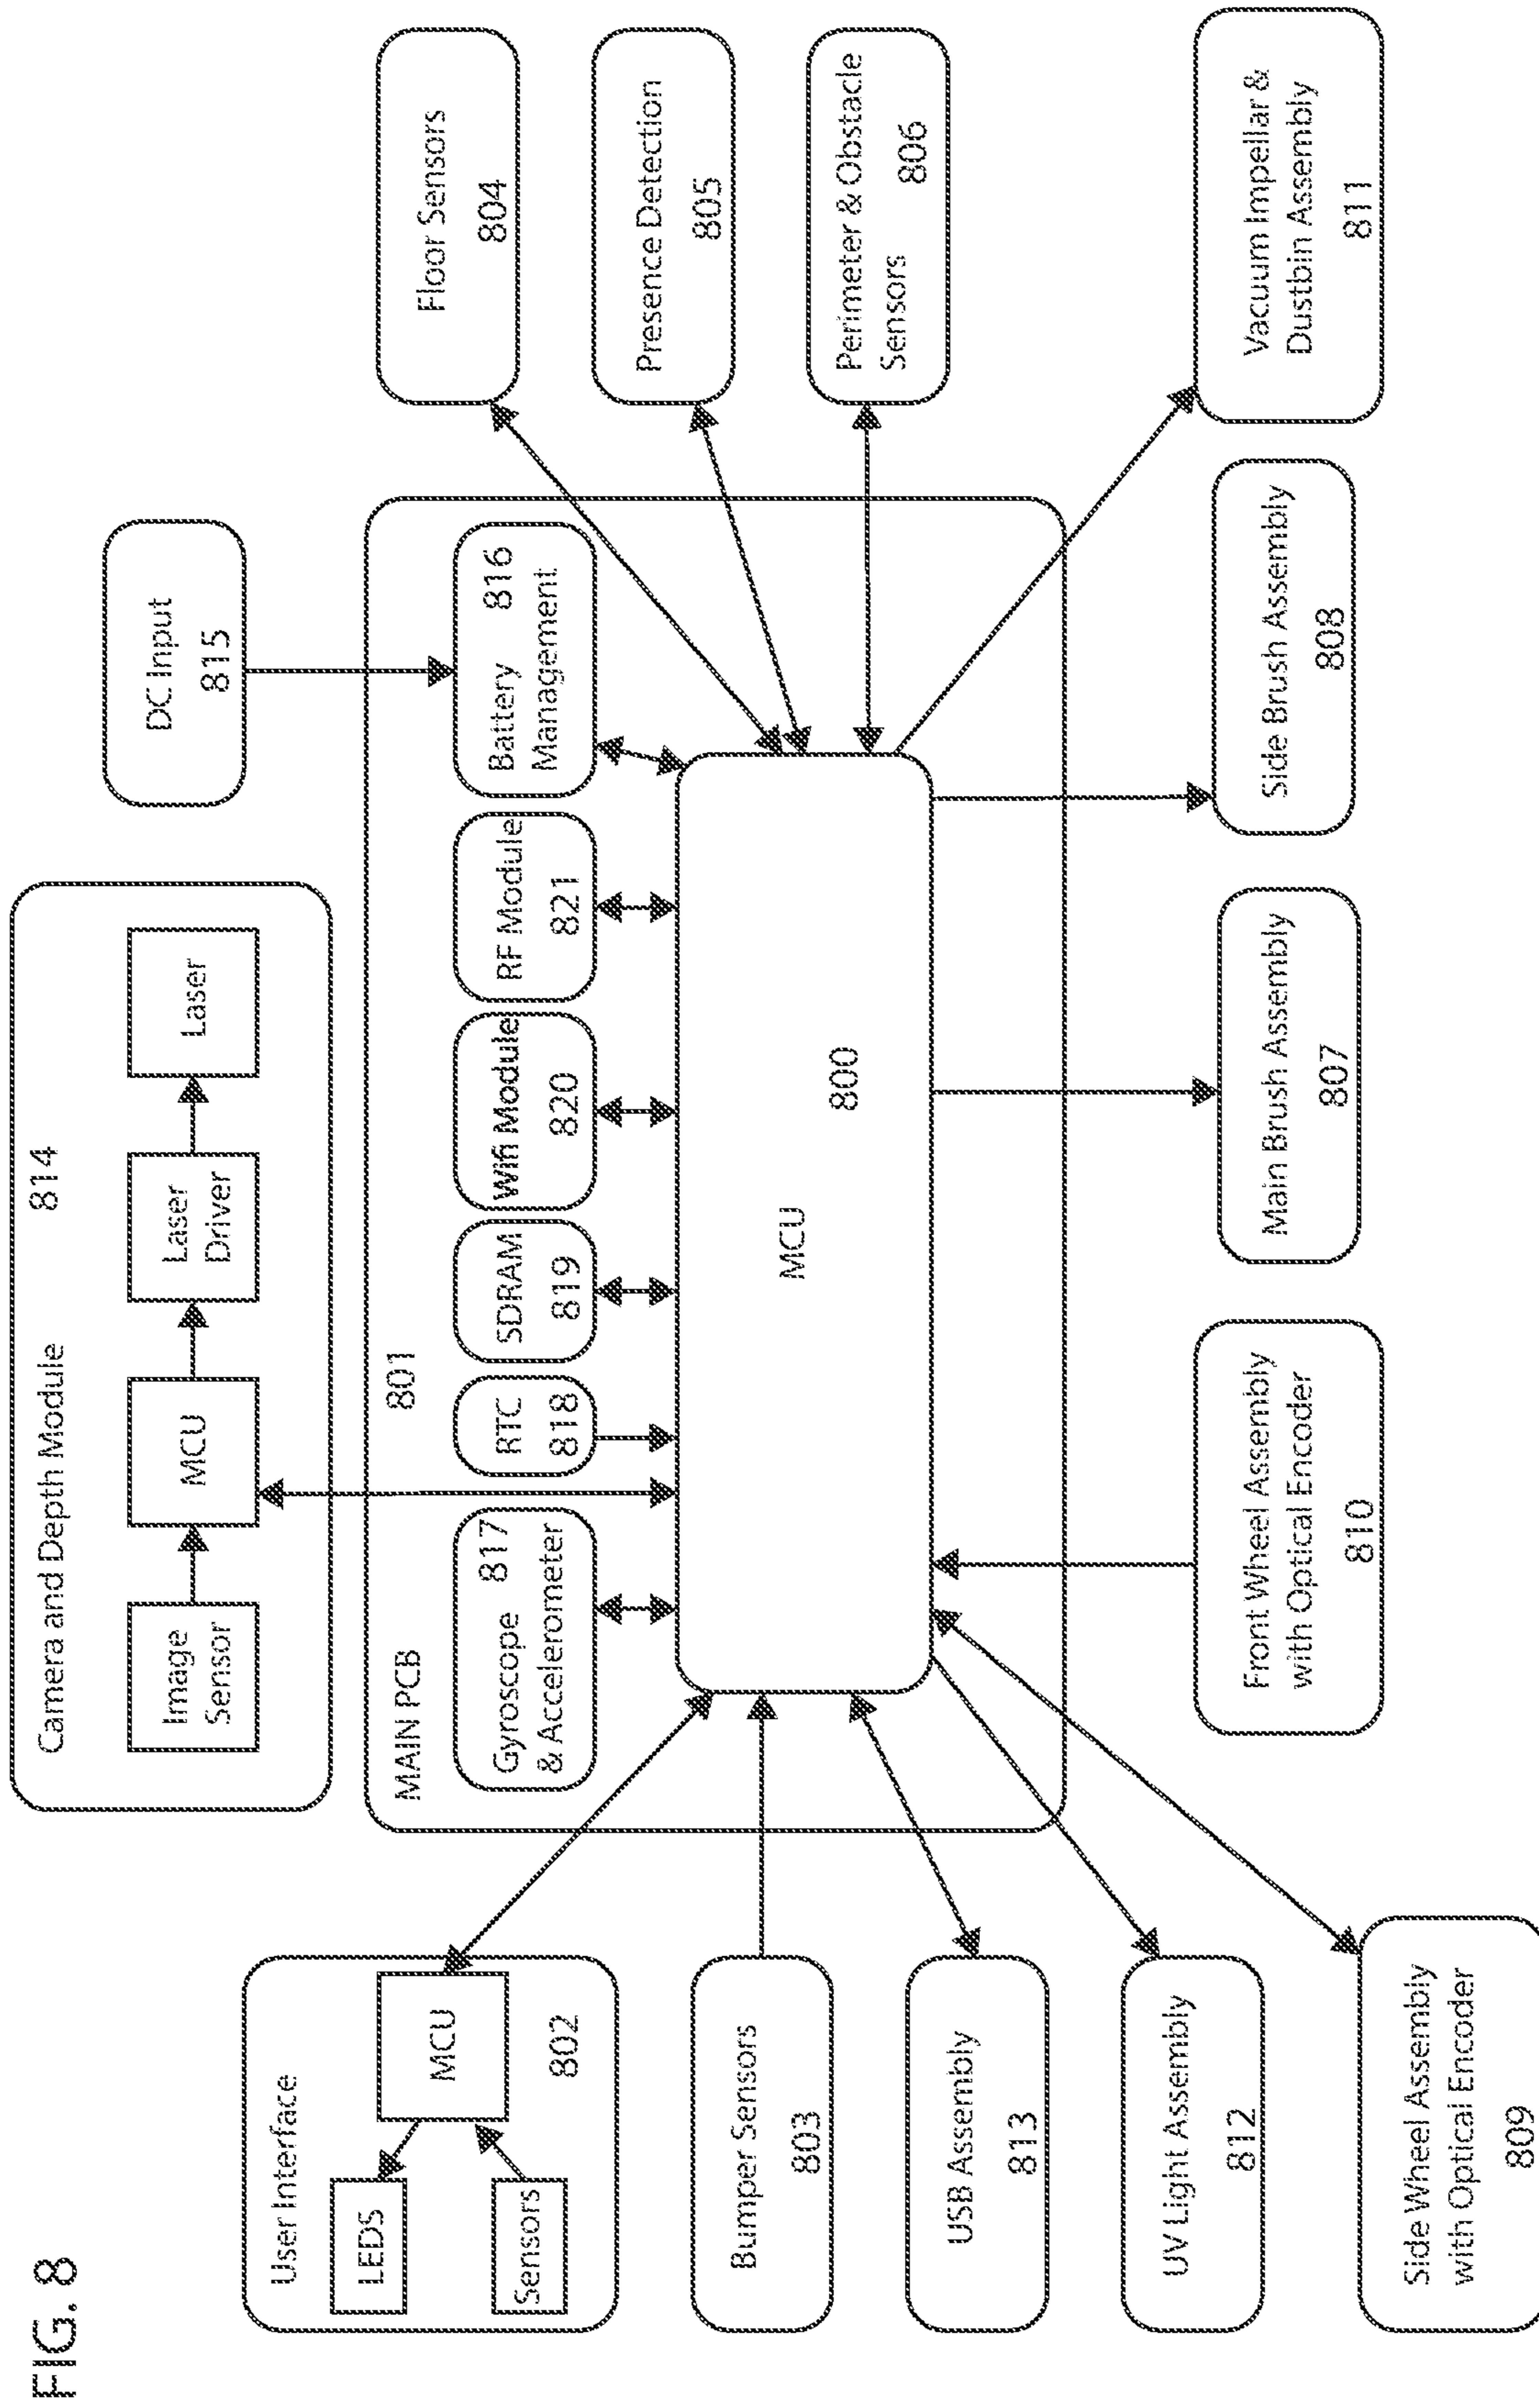 FIG. 8
Camera and Depth Module
814
Image
Sensor
MCU
Laser
Driver
Laser
DC Input
815
User Interface
LEDS
Sensors
MCU
802
MAIN PCB
801
Gyroscope 817
& Accelerometer
RTC
818
SDRAM
819
Wifi Module
820
RF Module
821
Battery 816
Management
MCU
800
Floor Sensors
804
Presence Detection
805
Perimeter & Obstacle
Sensors 806
Bumper Sensors
803
USB Assembly
813
UV Light Assembly
812
Side Wheel Assembly
with Optical Encoder
809
Front Wheel Assembly
with Optical Encoder
810
Main Brush Assembly
807
Side Brush Assembly
808
Vacuum Impellar &
Dustbin Assembly
811